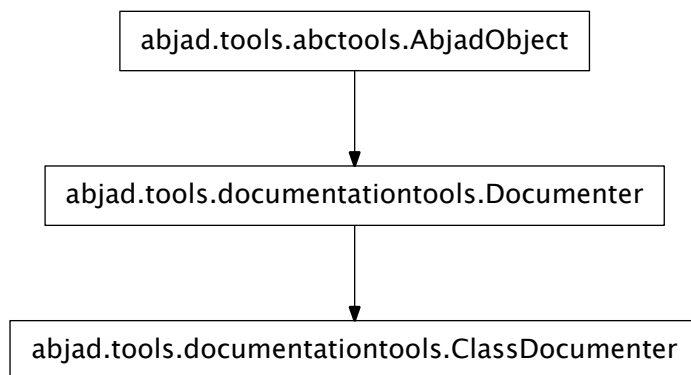 abjad.tools.abctools.AbjadObject
abjad.tools.documentationtools.Documenter
abjad.tools.documentationtools.ClassDocumenter